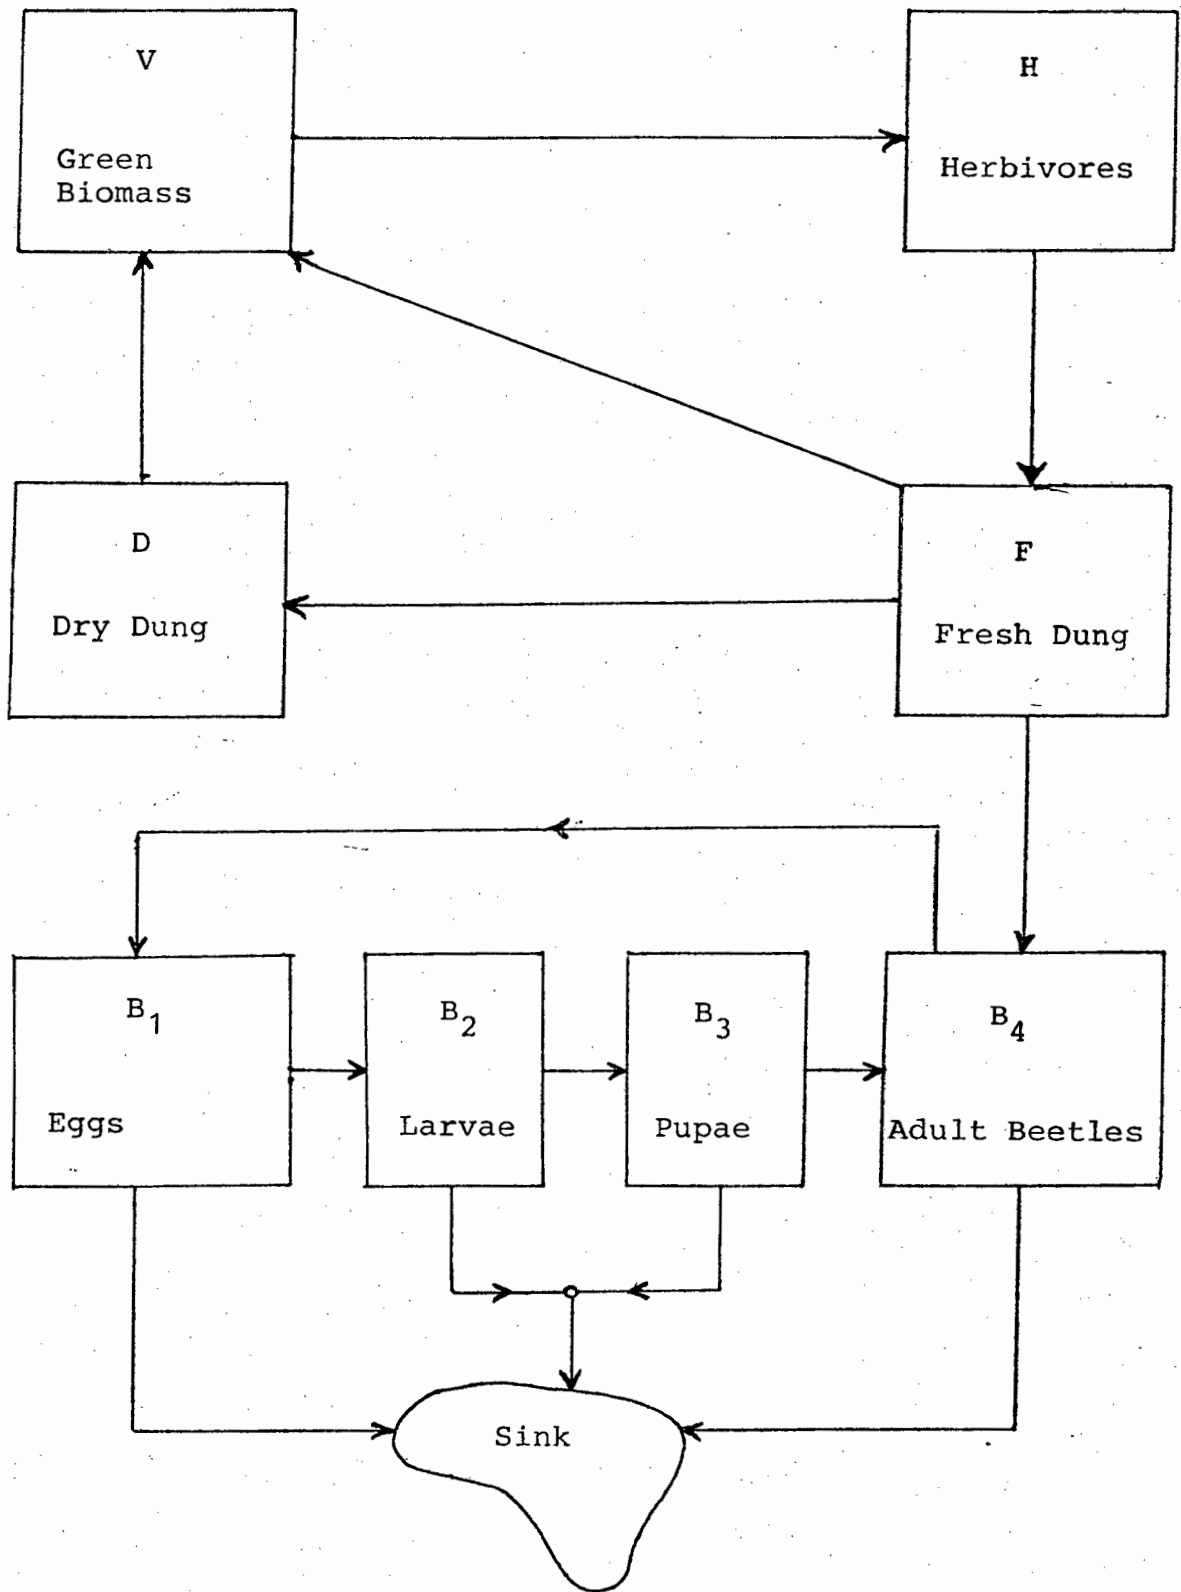 V
Green
Biomass
H
Herbivores
D
Dry Dung
F
Fresh Dung
B1
Eggs
B2
Larvae
B3
Pupae
B4
Adult Beetles
Sink